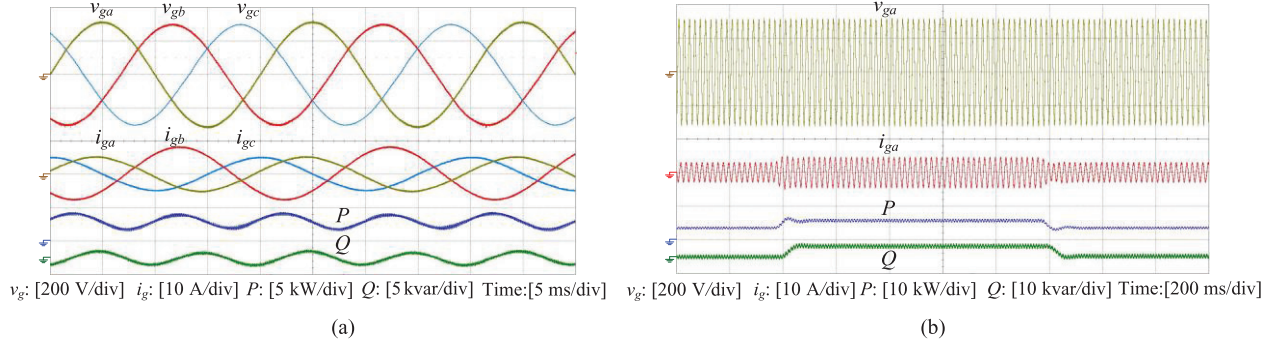 v_ga v_gb v_gc
i_ga i_gb i_gc
P
Q
v_g: [200 V/div] i_g: [10 A/div] P: [5 kW/div] Q: [5 kvar/div] Time:[5 ms/div]
(a)
v_ga
i_ga
P
Q
v_g: [200 V/div] i_g: [10 A/div] P: [10 kW/div] Q: [10 kvar/div] Time:[200 ms/div]
(b)